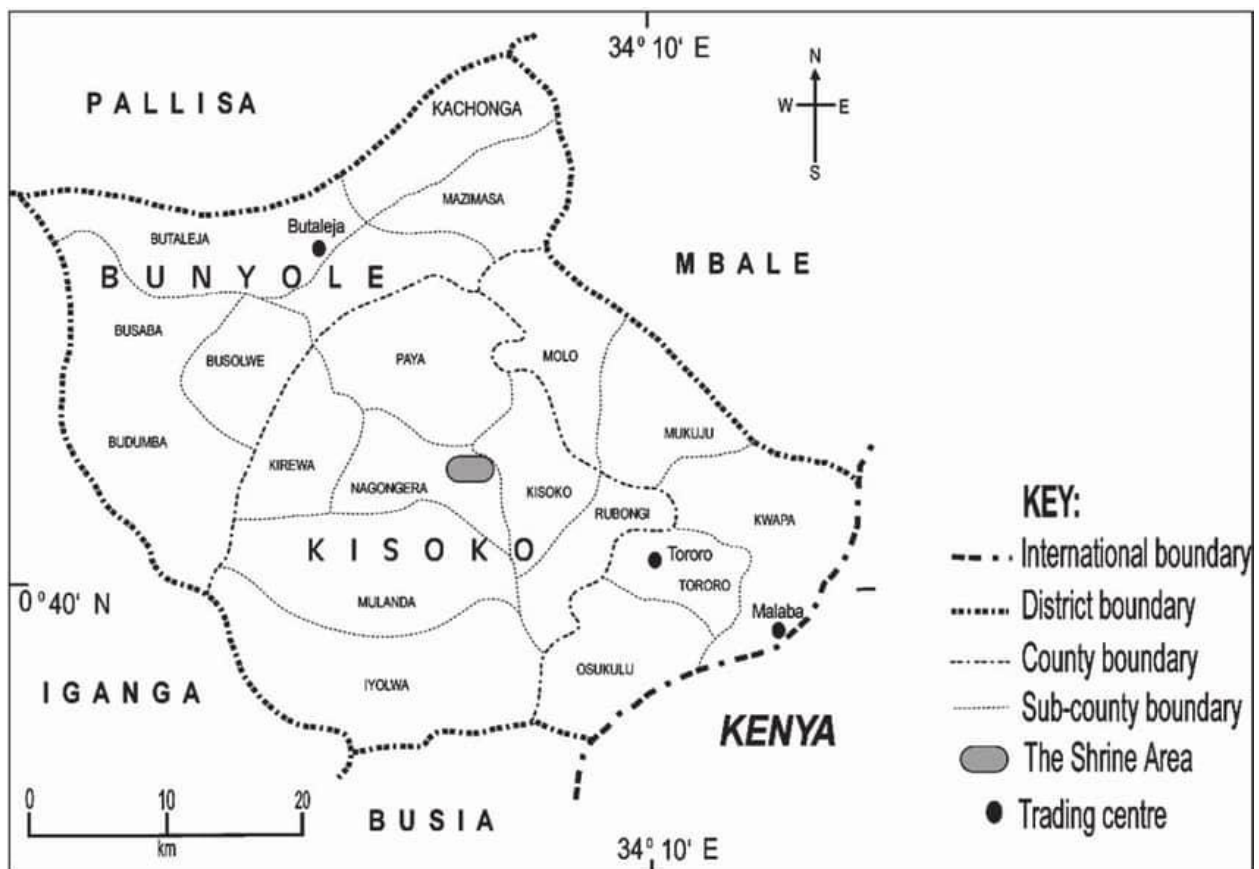 34° 10' E
N
W E
S
PALLISA
KACHONGA
MAZIMASA
BUTALEJA
Butaleja
BUNYOLE
MBALE
BUSABA
BUSOLWE
PAYA
MOLO
BUDUMBA
KIREWA
NAGONGERA
KISOKO
MUKUJU
RUBONGI
KWAPA
KISOKO
Tororo
TORORO
0° 40' N
MULANDA
Malaba
IGANGA
IYOLWA
OSUKULU
KENYA
BUSIA
KEY:
International boundary
District boundary
County boundary
Sub-county boundary
The Shrine Area
Trading centre
0 10 20
km
34° 10' E